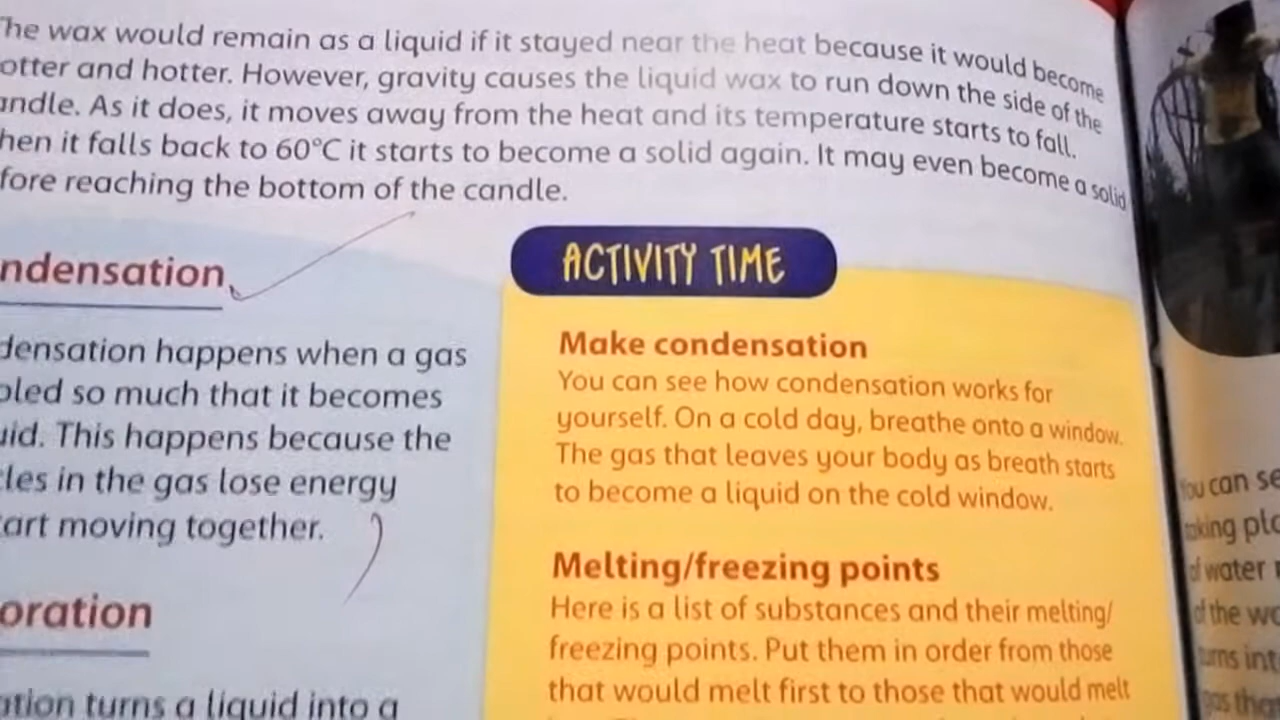 The wax would remain as a liquid if it stayed near the heat because it would become
otter and hotter. However, gravity causes the liquid wax to run down the side of the
andle. As it does, it moves away from the heat and its temperature starts to fall.
hen it falls back to 60°C it starts to become a solid again. It may even become a solid
fore reaching the bottom of the candle.
ndensation
densation happens when a gas
oled so much that it becomes
uid. This happens because the
cles in the gas lose energy
art moving together.
oration
ation turns a liquid into a
ACTIVITY TIME
Make condensation
You can see how condensation works for
yourself. On a cold day, breathe onto a window.
The gas that leaves your body as breath starts
to become a liquid on the cold window.
Melting/freezing points
Here is a list of substances and their melting/
freezing points. Put them in order from those
that would melt first to those that would melt
You can se
taking pla
of water
of the we
turns int
gas tha